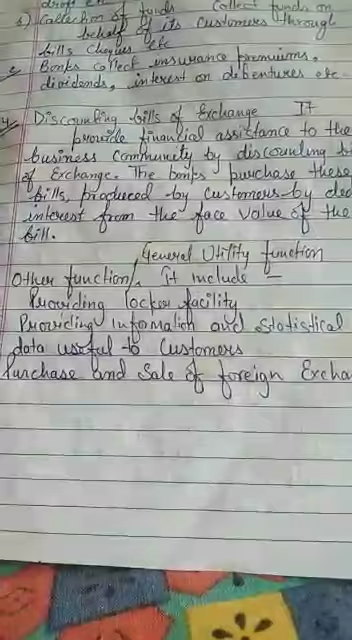 s) Collection of funds Collect funds on
behalf of its customers through
bills cheques etc
Banks collect insurance premiums,
dividends, interest on debentures etc.
4 Discounting bills of Exchange It
provide financial assistance to the
business community by discounting b
of Exchange. The banks purchase these
bills, produced by customers by ded
interest from the face value of the
bill.
General Utility function
Other function, It include -
Providing locker facility
Providing Information and statistical
data useful to Customers
Purchase and Sale of foreign Excha